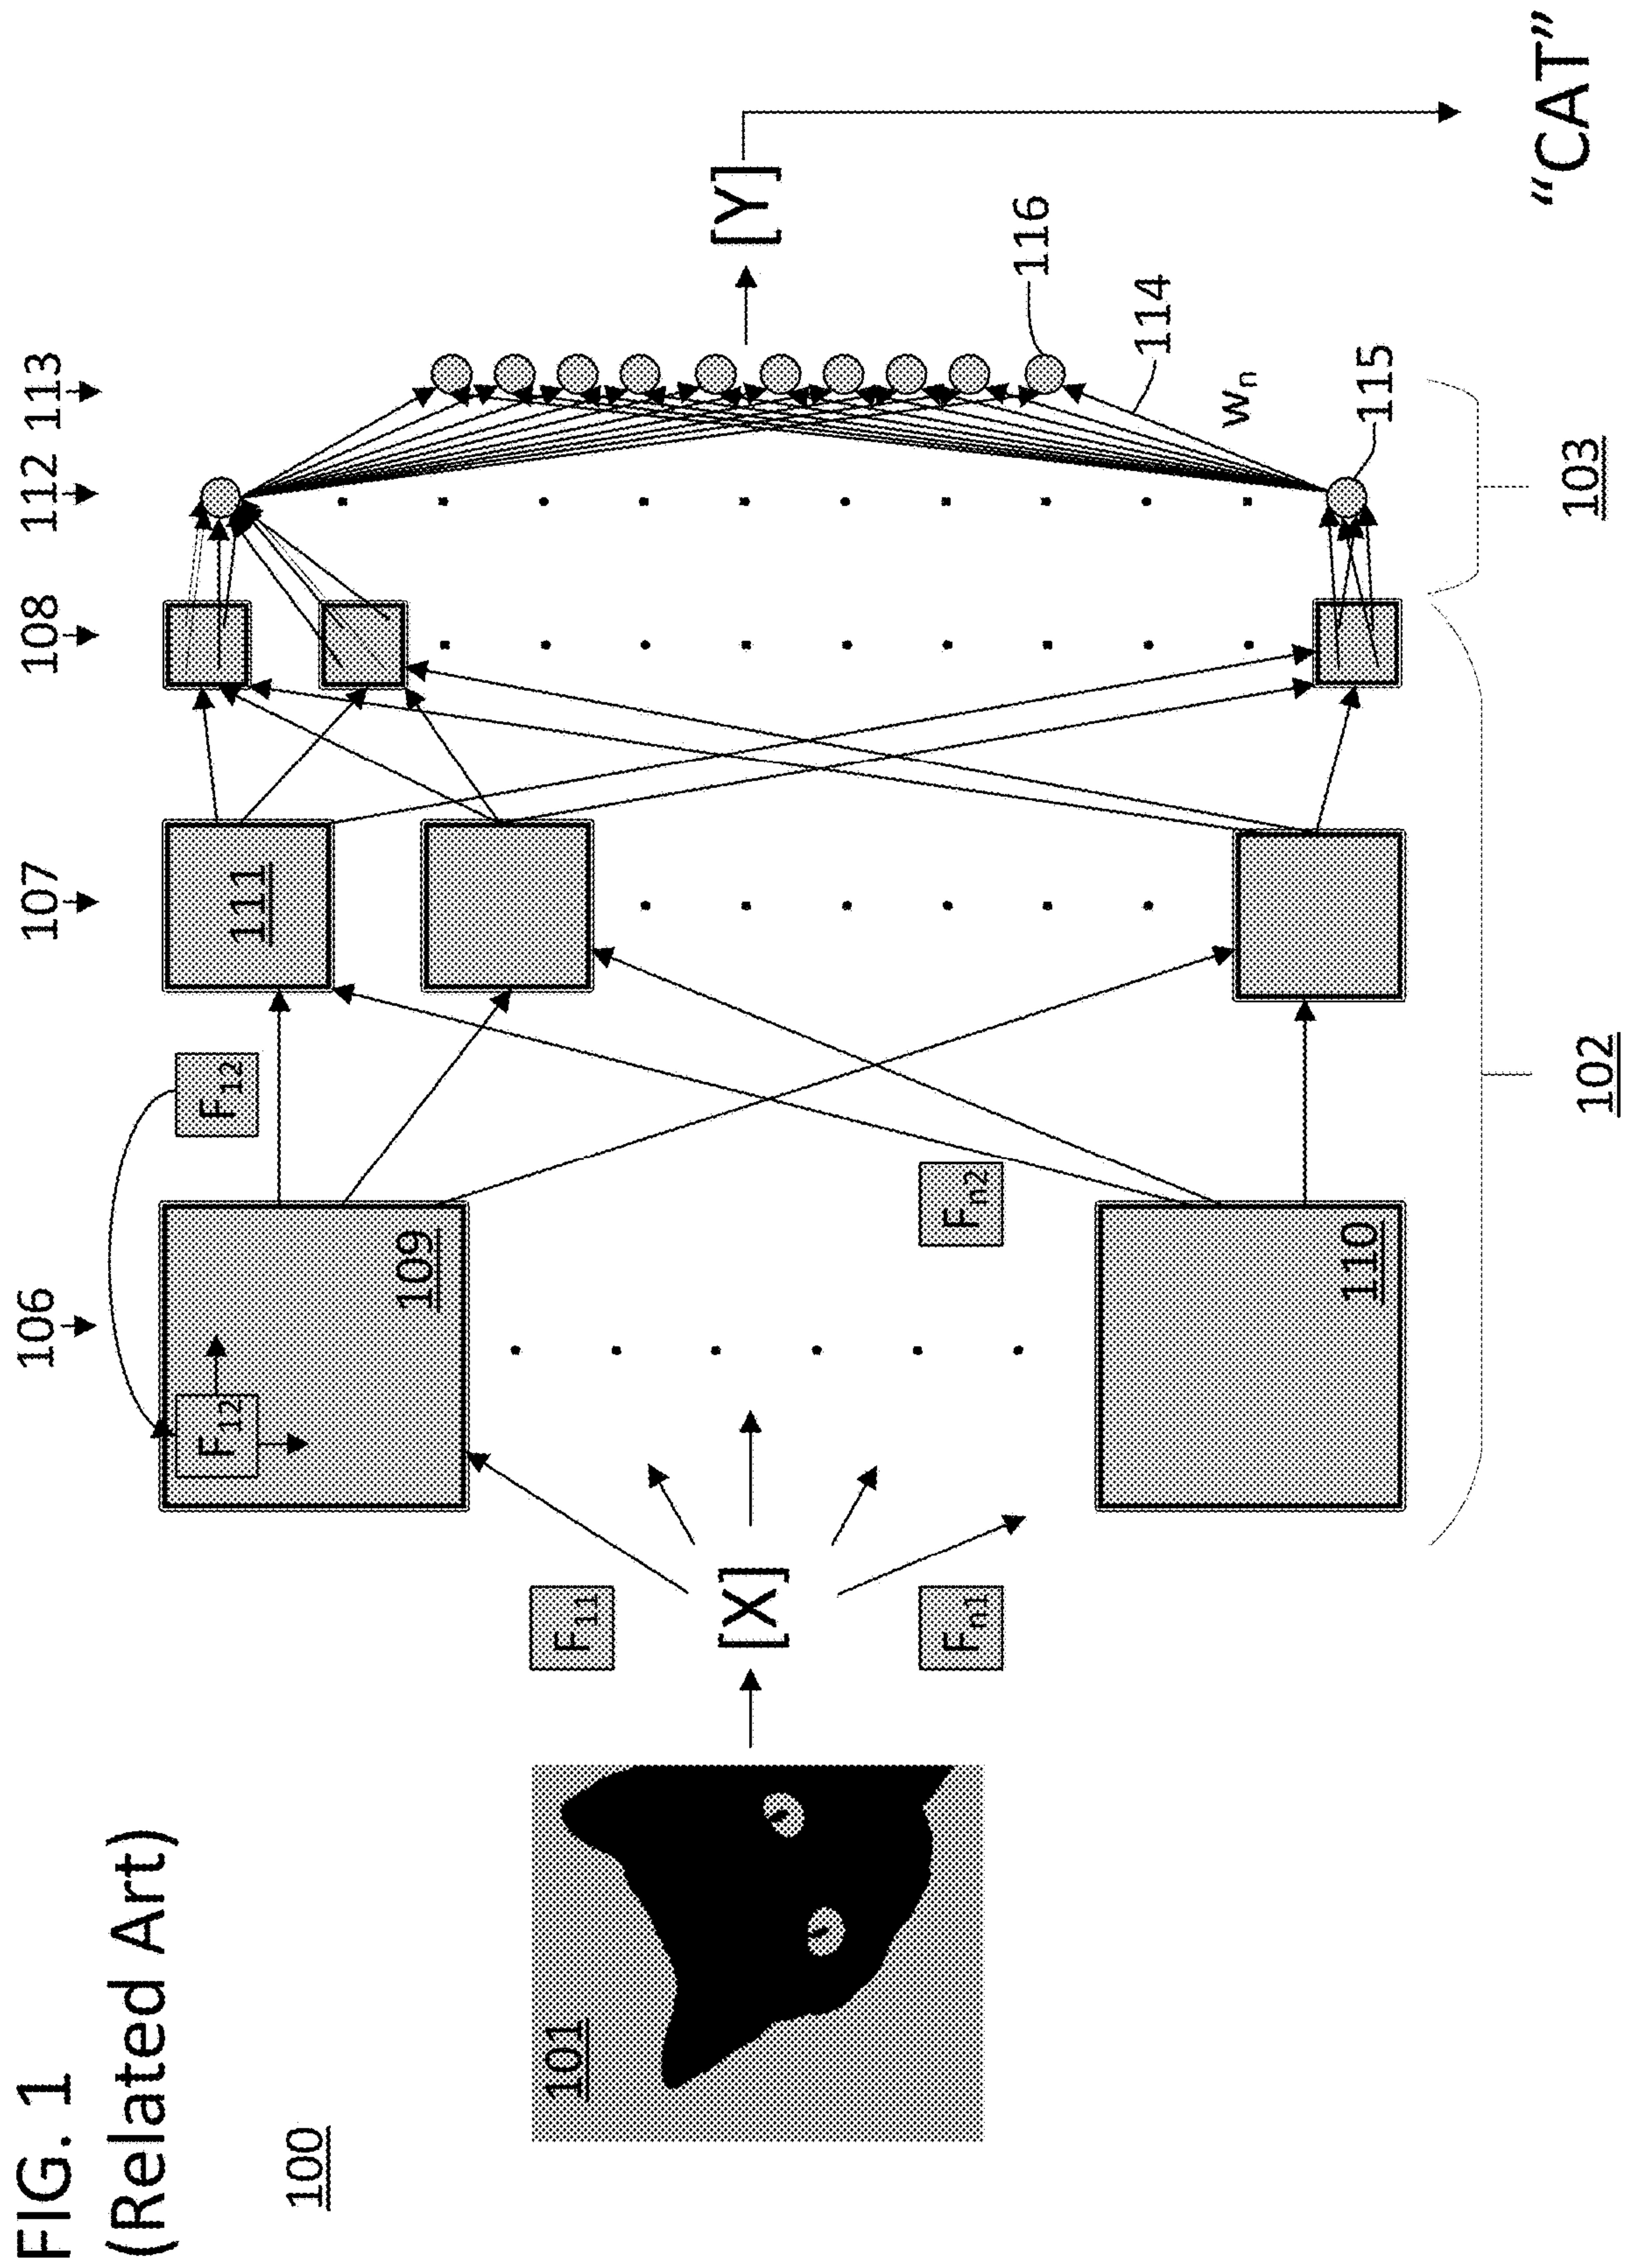 FIG. 1
(Related Art)
100
106
107
108
112
113
F12
F12
109
111
101
F11
[X]
Fn1
Fn2
110
[Y]
116
114
wn
115
102
103
“CAT”